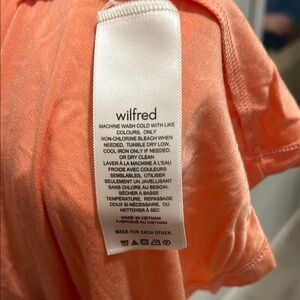 wilfred
MACHINE WASH COLD WITH LIKE
COLOURS, ONLY
NON-CHLORINE BLEACH WHEN
NEEDED, TUMBLE DRY LOW,
COOL IRON ONLY IF NEEDED.
OR DRY CLEAN
LAVER À LA MACHINE À L'EAU
FROIDE AVEC COULEURS
SEMBLABLES, UTILISER
SEULEMENT UN JAVELLISANT
SANS CHLORE AU BESOIN,
SÉCHER À BASSE
TEMPÉRATURE, REPASSAGE
DOUX SI NÉCESSAIRE. OU
NETTOYER À SEC
MADE IN VIETNAM
FABRIQUÉ AU VIETNAM
MADE FOR EACH OTHER.